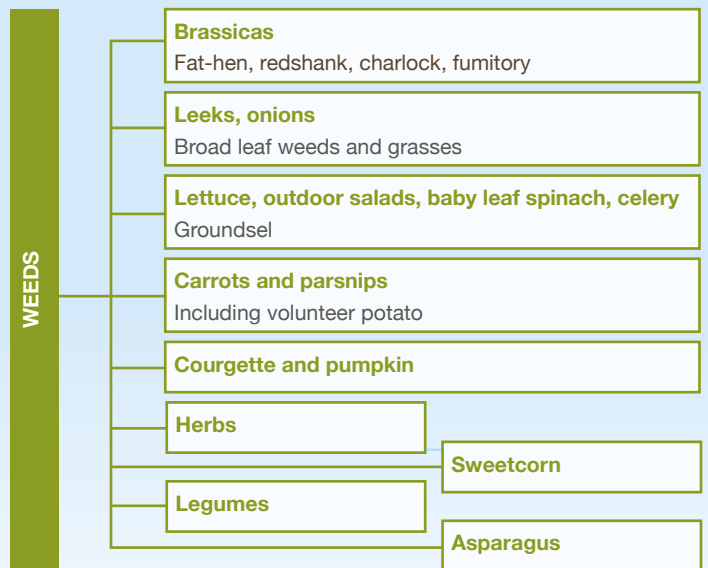 WEEDS
Brassicas
Fat-hen, redshank, charlock, fumitory
Leeks, onions
Broad leaf weeds and grasses
Lettuce, outdoor salads, baby leaf spinach, celery
Groundsel
Carrots and parsnips
Including volunteer potato
Courgette and pumpkin
Herbs
Sweetcorn
Legumes
Asparagus